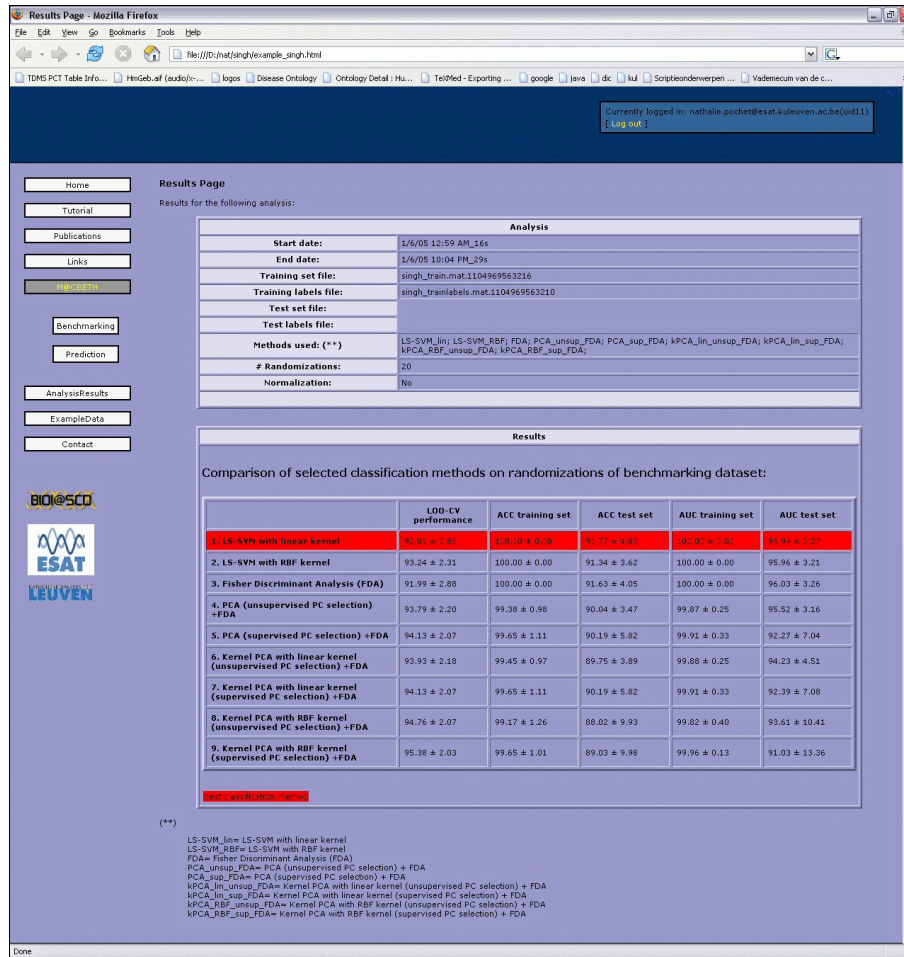 Results Page - Mozilla Firefox
File Edit View Go Bookmarks Tools Help
file:///D:/nat/singh/example_singh.html
G
TDMS PCT Table Info... HmGeb.aif (audio/x-... logos Disease Ontology Ontology Detail : Hu... TeXMed - Exporting ... google java dic kul Scriptieonderwerpen ... Vademecum van de c...
Currently logged in: nathalie.pochet@esat.kuleuven.ac.be(uid11)
[ Log out ]
Home
Tutorial
Publications
Links
M@CBETH
Benchmarking
Prediction
AnalysisResults
ExampleData
Contact
BIOI@SCD
ESAT
LEUVEN
Results Page
Results for the following analysis:
Analysis
Start date: 1/6/05 12:59 AM_16s
End date: 1/6/05 10:04 PM_29s
Training set file: singh_train.mat.1104969563216
Training labels file: singh_trainlabels.mat.1104969563210
Test set file:
Test labels file:
Methods used: (**) LS-SVM_lin; LS-SVM_RBF; FDA; PCA_unsup_FDA; PCA_sup_FDA; kPCA_lin_unsup_FDA; kPCA_lin_sup_FDA;
kPCA_RBF_unsup_FDA; kPCA_RBF_sup_FDA;
# Randomizations: 20
Normalization: No
Results
Comparison of selected classification methods on randomizations of benchmarking dataset:
LOO-CV performance ACC training set ACC test set AUC training set AUC test set
1. LS-SVM with linear kernel 100.00 ± 0.00 91.77 ± 4.03
2. LS-SVM with RBF kernel 93.24 ± 2.31 100.00 ± 0.00 91.34 ± 3.62 100.00 ± 0.00 95.96 ± 3.21
3. Fisher Discriminant Analysis (FDA) 91.99 ± 2.88 100.00 ± 0.00 91.63 ± 4.05 100.00 ± 0.00 96.03 ± 3.26
4. PCA (unsupervised PC selection) +FDA 93.79 ± 2.20 99.38 ± 0.98 90.04 ± 3.47 99.87 ± 0.25 95.52 ± 3.16
5. PCA (supervised PC selection) +FDA 94.13 ± 2.07 99.65 ± 1.11 90.19 ± 5.82 99.91 ± 0.33 92.27 ± 7.04
6. Kernel PCA with linear kernel (unsupervised PC selection) +FDA 93.93 ± 2.18 99.45 ± 0.97 89.75 ± 3.89 99.88 ± 0.25 94.23 ± 4.51
7. Kernel PCA with linear kernel (supervised PC selection) +FDA 94.13 ± 2.07 99.65 ± 1.11 90.19 ± 5.82 99.91 ± 0.33 92.39 ± 7.08
8. Kernel PCA with RBF kernel (unsupervised PC selection) +FDA 94.76 ± 2.07 99.17 ± 1.26 88.02 ± 9.93 99.82 ± 0.40 93.61 ± 10.41
9. Kernel PCA with RBF kernel (supervised PC selection) +FDA 95.38 ± 2.03 99.65 ± 1.01 89.03 ± 9.98 99.96 ± 0.13 91.03 ± 13.36
best classification method
(**)
LS-SVM_lin= LS-SVM with linear kernel
LS-SVM_RBF= LS-SVM with RBF kernel
FDA= Fisher Discriminant Analysis (FDA)
PCA_unsup_FDA= PCA (unsupervised PC selection) + FDA
PCA_sup_FDA= PCA (supervised PC selection) + FDA
kPCA_lin_unsup_FDA= Kernel PCA with linear kernel (unsupervised PC selection) + FDA
kPCA_lin_sup_FDA= Kernel PCA with linear kernel (supervised PC selection) + FDA
kPCA_RBF_unsup_FDA= Kernel PCA with RBF kernel (unsupervised PC selection) + FDA
kPCA_RBF_sup_FDA= Kernel PCA with RBF kernel (supervised PC selection) + FDA
Done